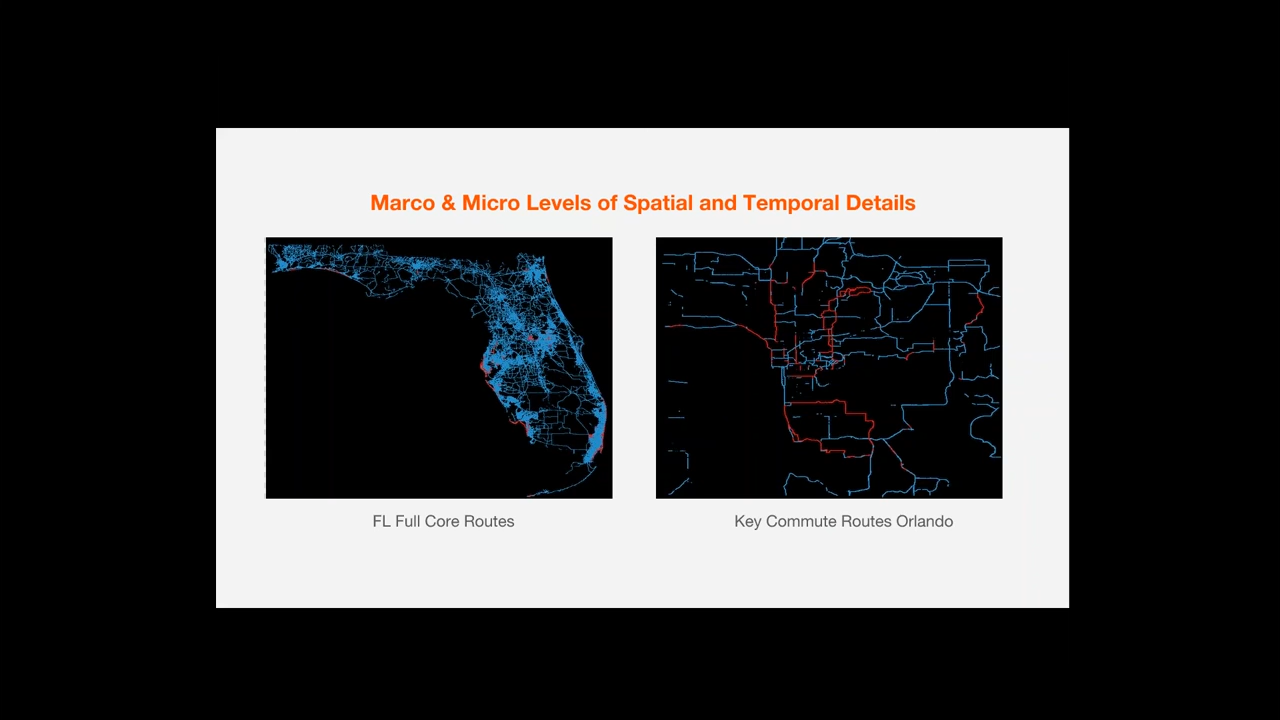 Marco & Micro Levels of Spatial and Temporal Details
FL Full Core Routes
Key Commute Routes Orlando